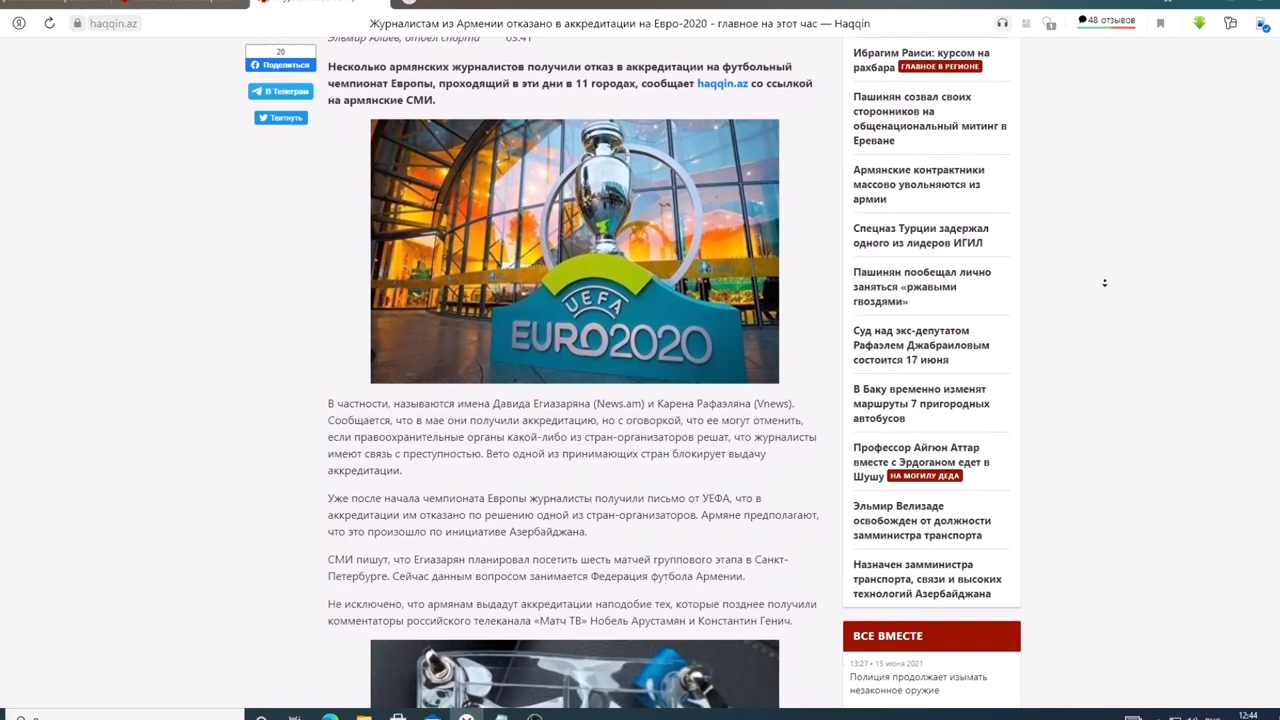 haqqin.az
Журналистам из Армении отказано в аккредитации на Евро-2020 - главное на этот час — Haqqin
48 отзывов
Эльмир Алиев, отдел спорта
20
Поделиться
В Телеграм
Твитнуть
Несколько армянских журналистов получили отказ в аккредитации на футбольный
чемпионат Европы, проходящий в эти дни в 11 городах, сообщает haqqin.az со ссылкой
на армянские СМИ.
UEFA
EURO2020
В частности, называются имена Давида Егиазаряна (News.am) и Карена Рафаэляна (Vnews).
Сообщается, что в мае они получили аккредитацию, но с оговоркой, что ее могут отменить,
если правоохранительные органы какой-либо из стран-организаторов решат, что журналисты
имеют связь с преступностью. Вето одной из принимающих стран блокирует выдачу
аккредитации.
Уже после начала чемпионата Европы журналисты получили письмо от УЕФА, что в
аккредитации им отказано по решению одной из стран-организаторов. Армяне предполагают,
что это произошло по инициативе Азербайджана.
СМИ пишут, что Егиазарян планировал посетить шесть матчей группового этапа в Санкт-
Петербурге. Сейчас данным вопросом занимается Федерация футбола Армении.
Не исключено, что армянам выдадут аккредитации наподобие тех, которые позднее получили
комментаторы российского телеканала «Матч ТВ» Нобель Арустамян и Константин Генич.
Ибрагим Раиси: курсом на
рахбара ГЛАВНОЕ В РЕГИОНЕ
Пашинян созвал своих
сторонников на
общенациональный митинг в
Ереване
Армянские контрактники
массово увольняются из
армии
Спецназ Турции задержал
одного из лидеров ИГИЛ
Пашинян пообещал лично
заняться «ржавыми
гвоздями»
Суд над экс-депутатом
Рафаэлем Джабраиловым
состоится 17 июня
В Баку временно изменят
маршруты 7 пригородных
автобусов
Профессор Айгюн Аттар
вместе с Эрдоганом едет в
Шушу НА МОГИЛУ ДЕДА
Эльмир Велизаде
освобожден от должности
замминистра транспорта
Назначен замминистра
транспорта, связи и высоких
технологий Азербайджана
ВСЕ ВМЕСТЕ
13:27 • 15 июня 2021
Полиция продолжает изымать
незаконное оружие
12:44